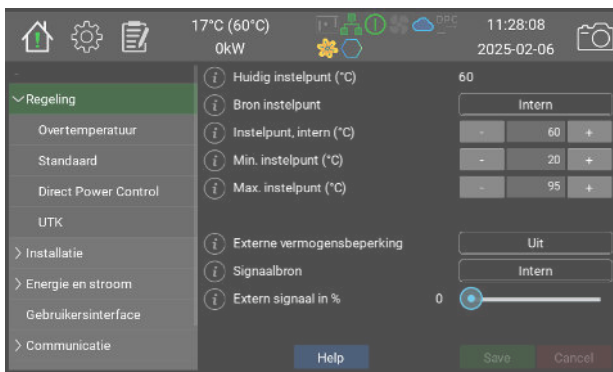 17°C (60°C)
0kW
DPC
11:28:08
2025-02-06
-
Regeling
Overtemperatuur
Standaard
Direct Power Control
UTK
Installatie
Energie en stroom
Gebruikersinterface
Communicatie
Huidig instelpunt (°C) 60
Bron instelpunt Intern
Instelpunt, intern (°C) - 60 +
Min. instelpunt (°C) - 20 +
Max. instelpunt (°C) - 95 +
Externe vermogensbeperking Uit
Signaalbron Intern
Extern signaal in % 0
Help Save Cancel